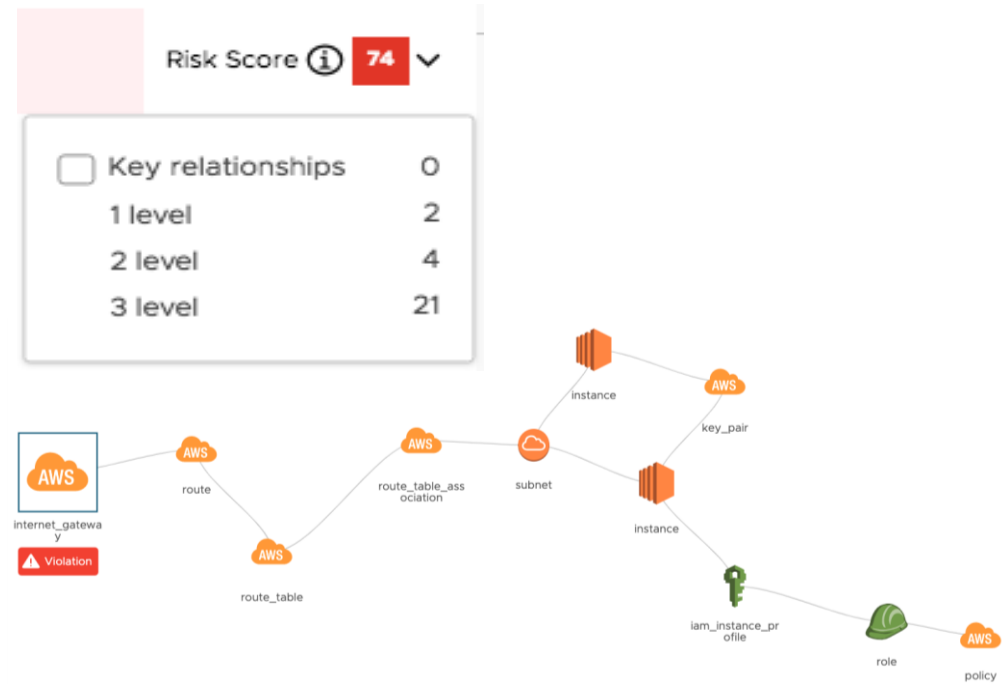 Risk Score i 74
Key relationships 0
1 level 2
2 level 4
3 level 21
instance
AWS
key_pair
AWS
AWS
route
AWS
route_table_ass
ociation
subnet
instance
AWS
internet_gatewa
y
Violation
AWS
route_table
iam_instance_pr
ofile
role
AWS
policy